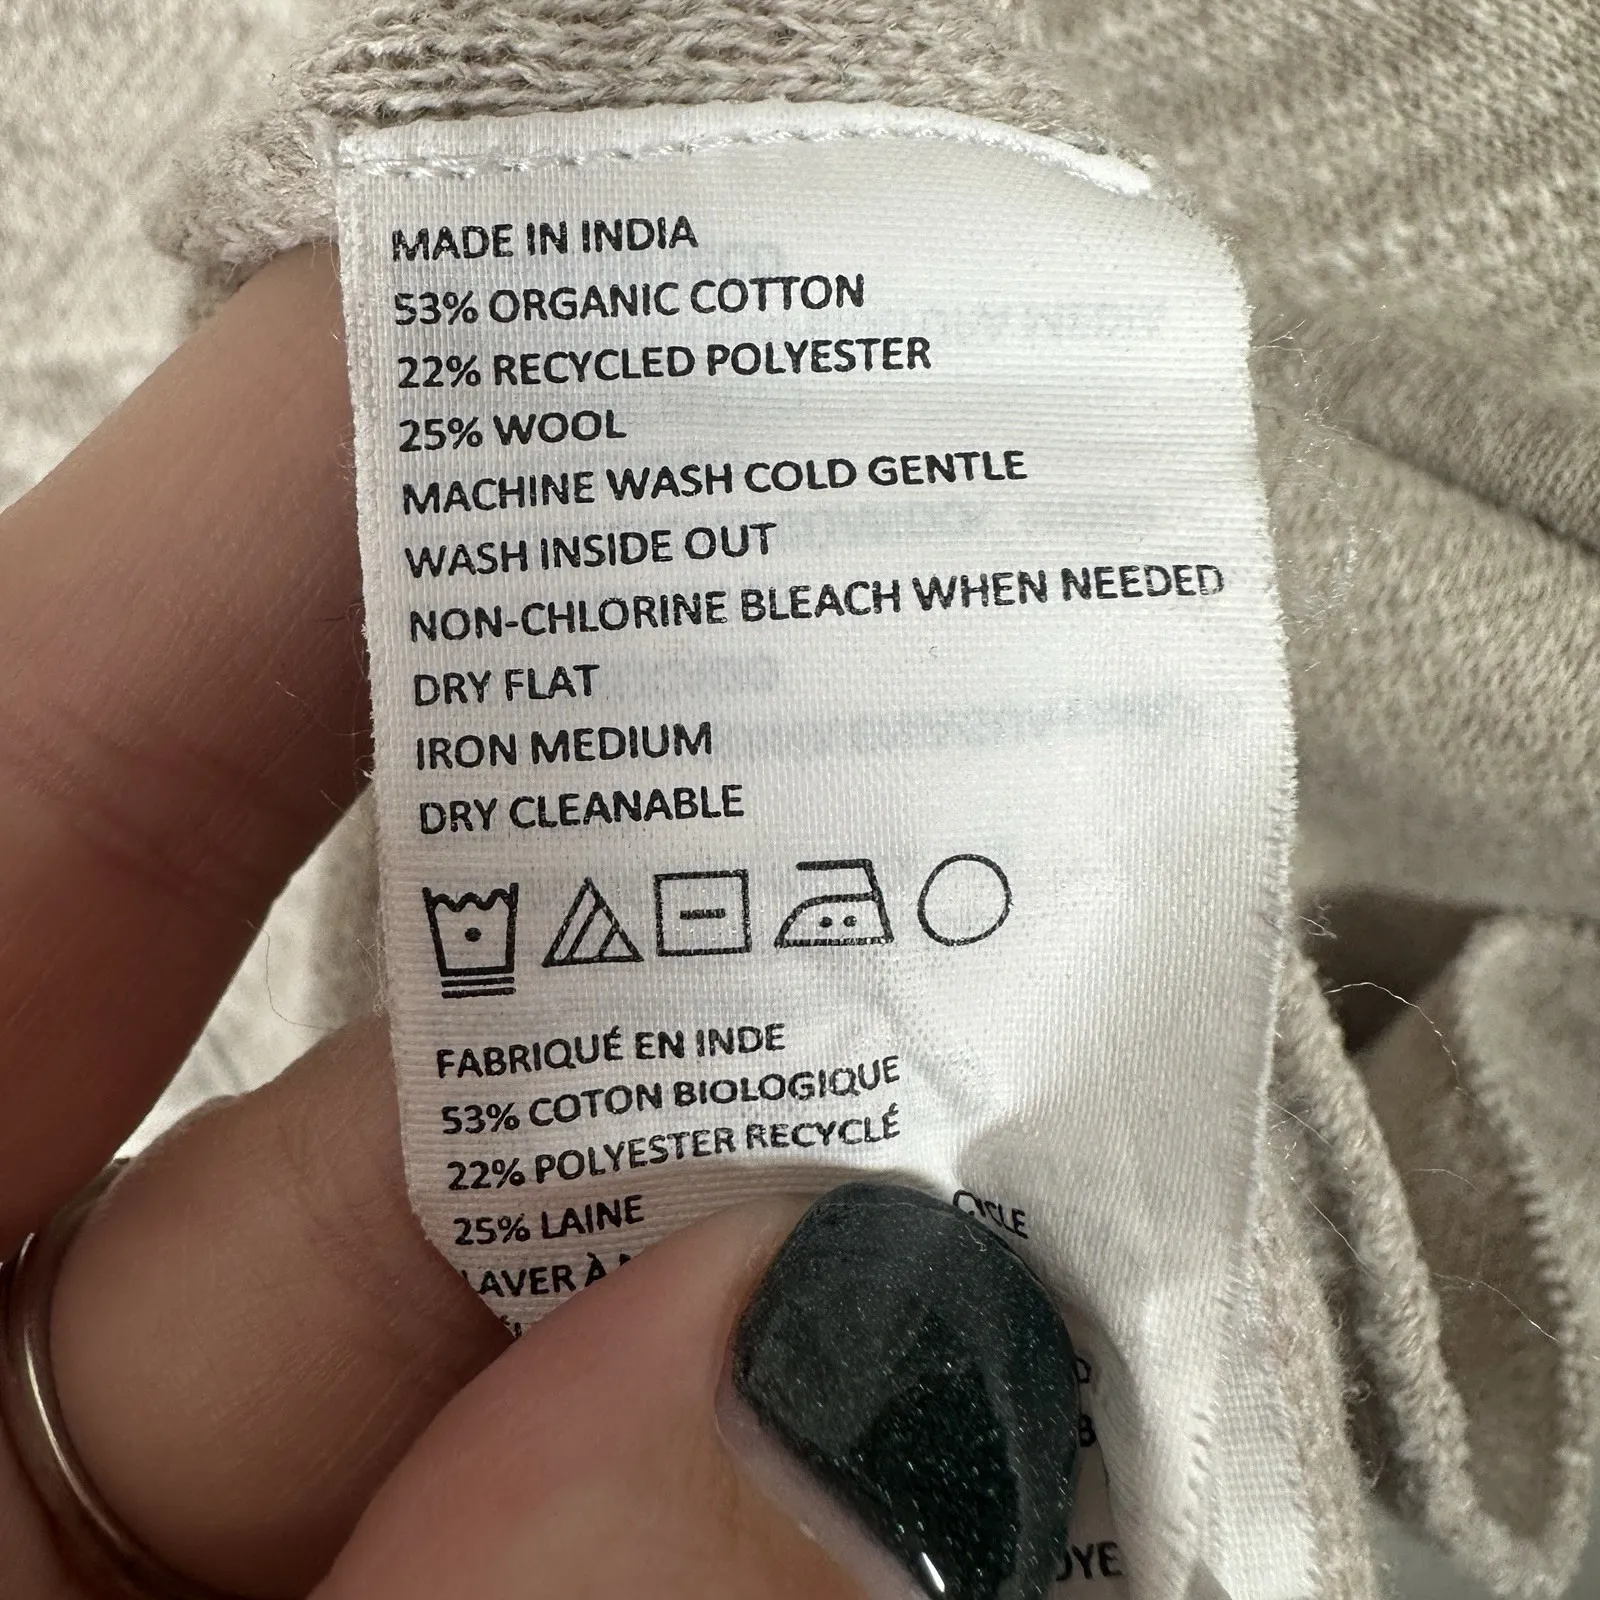 MADE IN INDIA
53% ORGANIC COTTON
22% RECYCLED POLYESTER
25% WOOL
MACHINE WASH COLD GENTLE
WASH INSIDE OUT
NON-CHLORINE BLEACH WHEN NEEDED
DRY FLAT
IRON MEDIUM
DRY CLEANABLE
FABRIQUÉ EN INDE
53% COTON BIOLOGIQUE
22% POLYESTER RECYCLÉ
25% LAINE
LAVER À